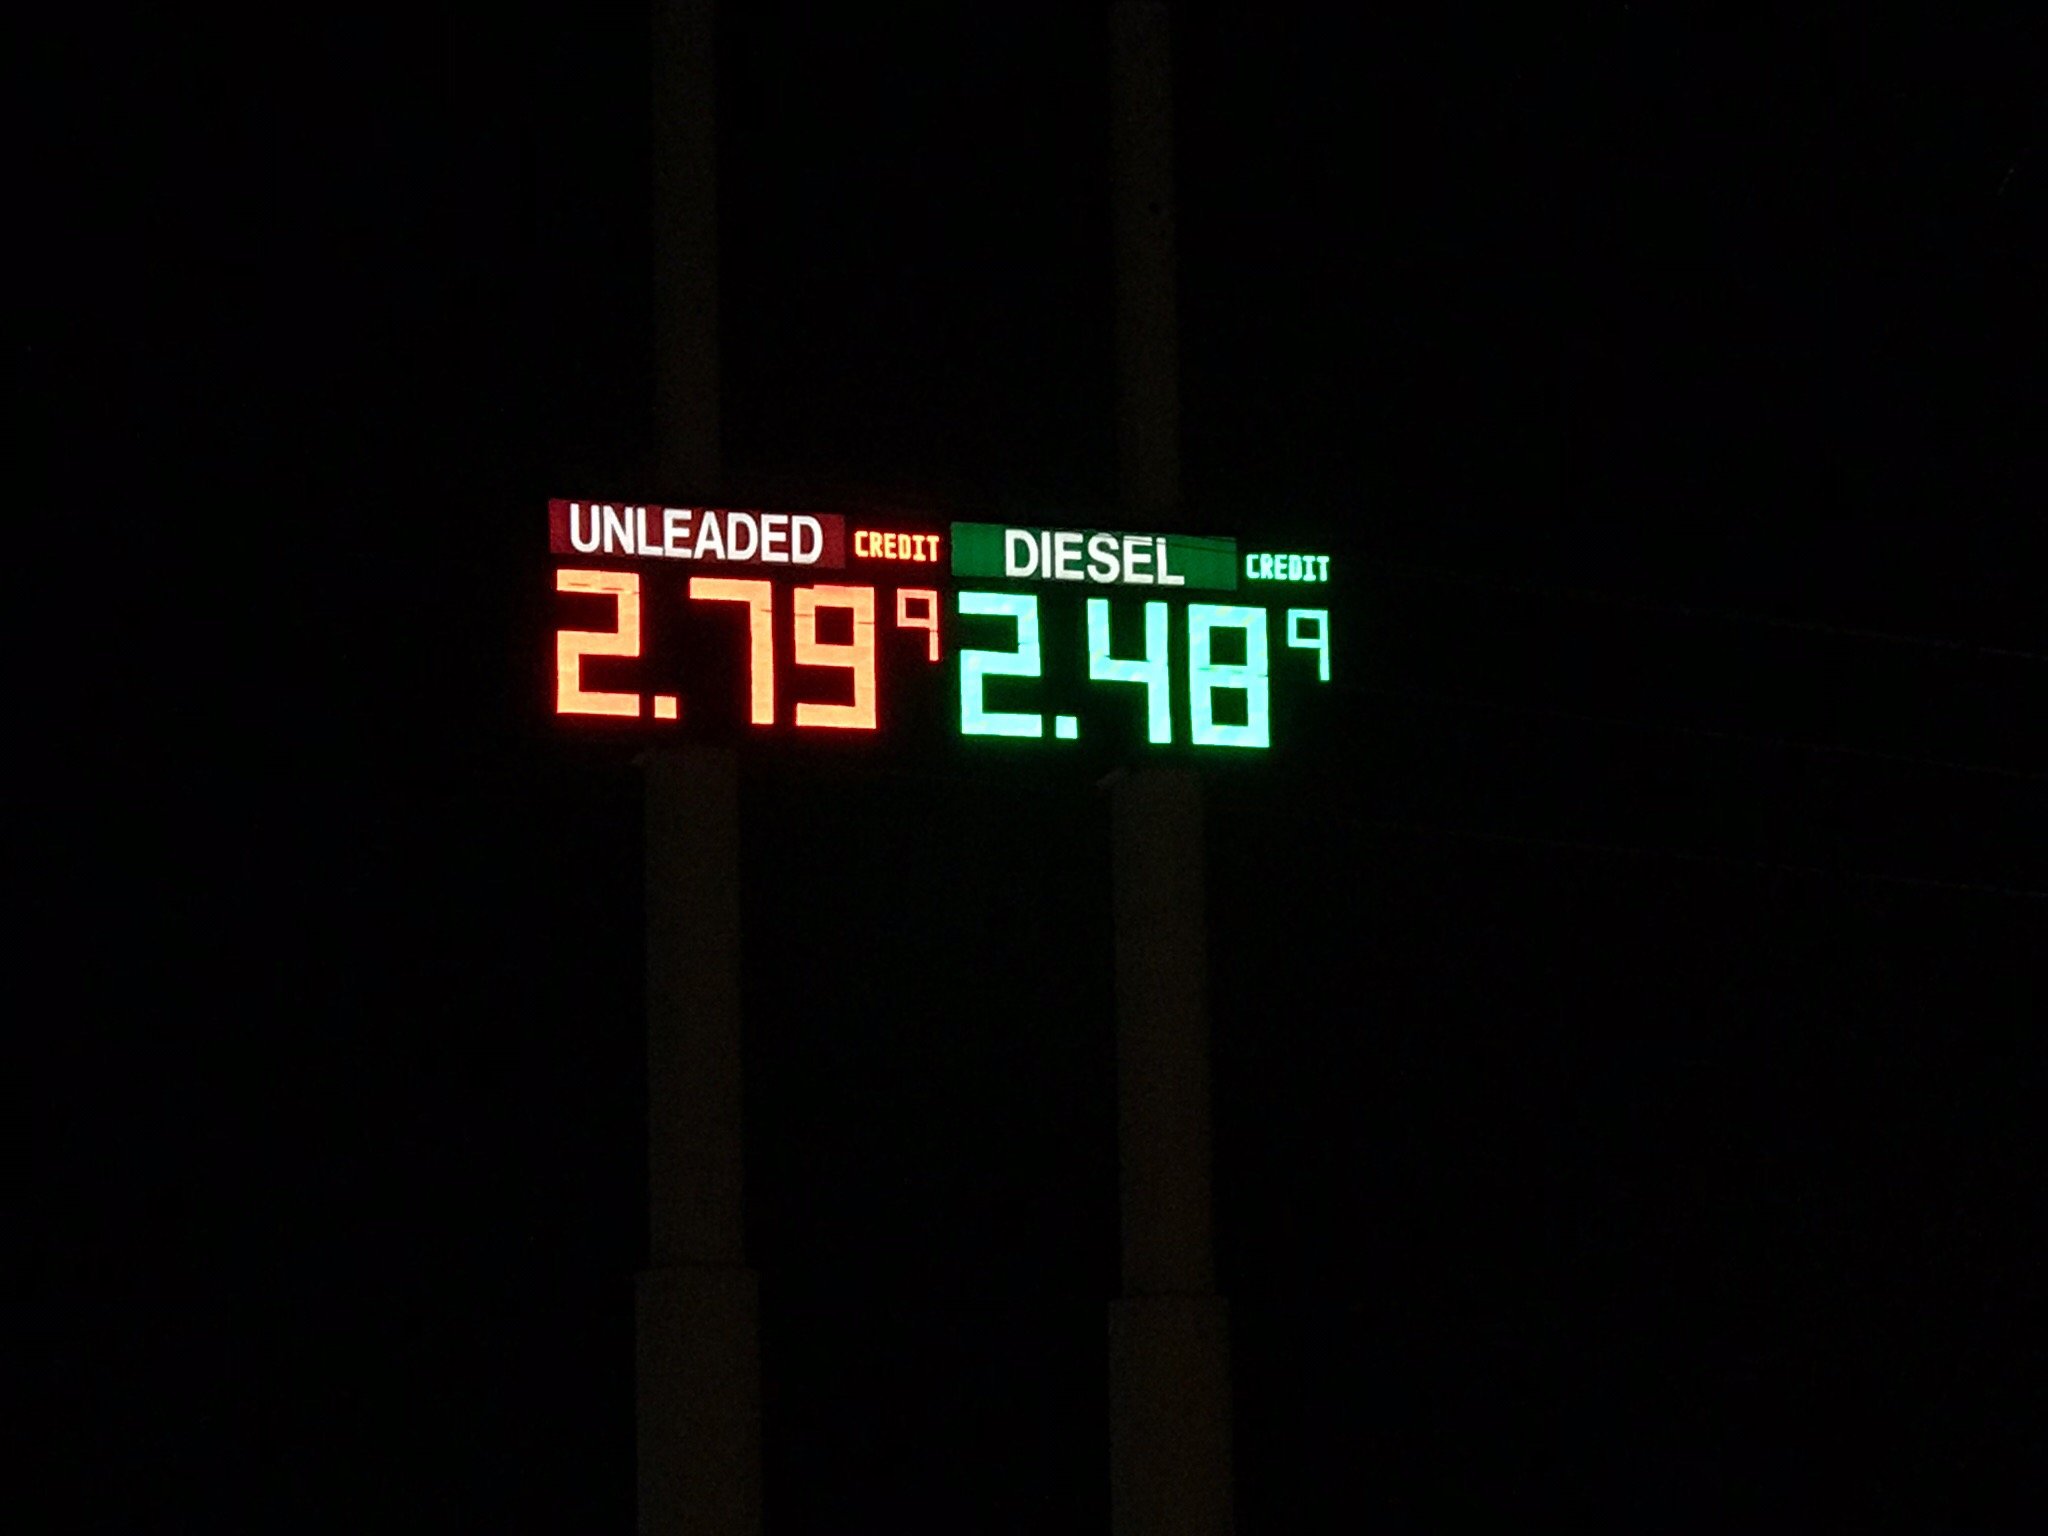 UNLEADED CREDIT
2.79 9
DIESEL CREDIT
2.48 9